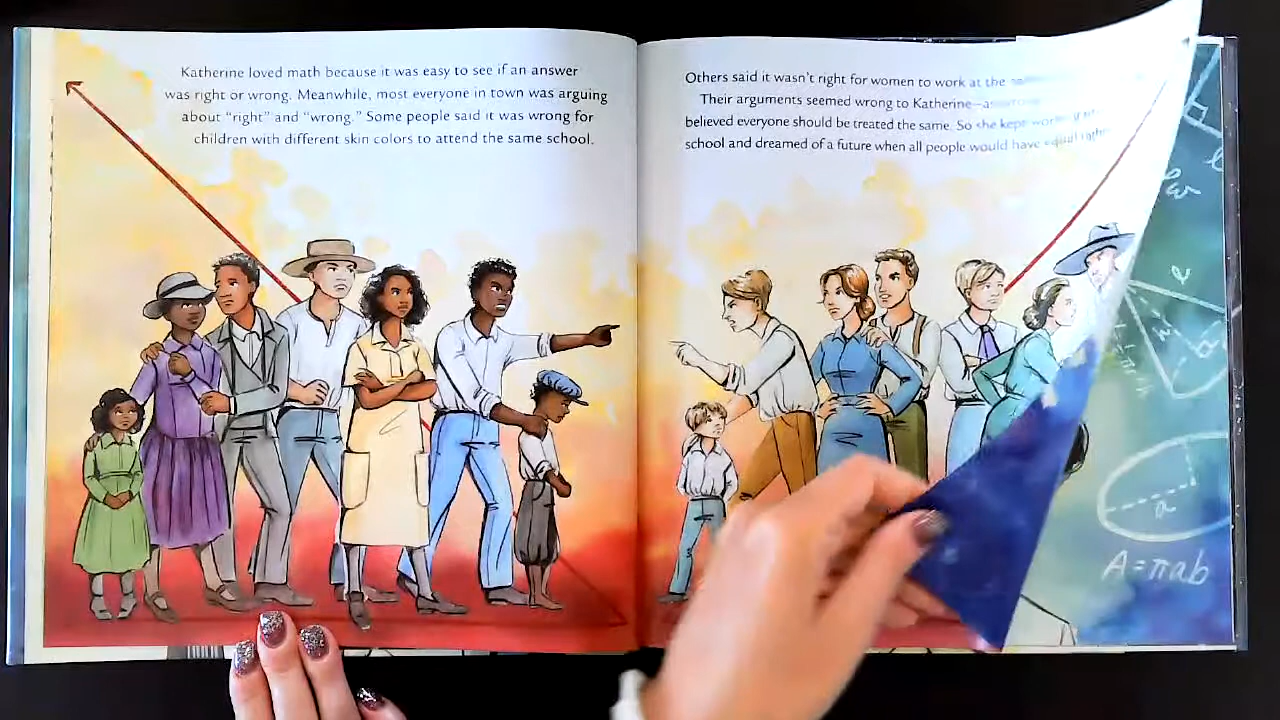 Katherine loved math because it was easy to see if an answer
was right or wrong. Meanwhile, most everyone in town was arguing
about “right” and “wrong.” Some people said it was wrong for
children with different skin colors to attend the same school.
Others said it wasn’t right for women to work at the
Their arguments seemed wrong to Katherine—
believed everyone should be treated the same. So she kept
school and dreamed of a future when all people would have equal rights.
a
A=πab